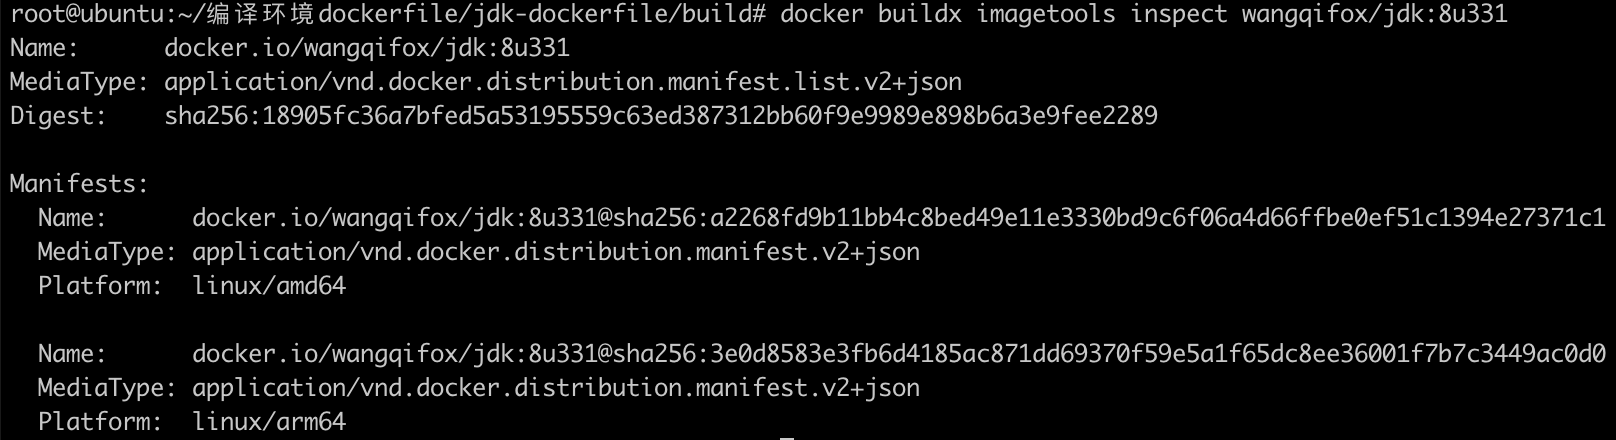 root@ubuntu:~/编译环境dockerfile/jdk-dockerfile/build# docker buildx imagetools inspect wangqifox/jdk:8u331
Name:      docker.io/wangqifox/jdk:8u331
MediaType: application/vnd.docker.distribution.manifest.list.v2+json
Digest:    sha256:18905fc36a7bfed5a53195559c63ed387312bb60f9e9989e898b6a3e9fee2289
Manifests:
  Name:      docker.io/wangqifox/jdk:8u331@sha256:a2268fd9b11bb4c8bed49e11e3330bd9c6f06a4d66ffbe0ef51c1394e27371c1
  MediaType: application/vnd.docker.distribution.manifest.v2+json
  Platform:  linux/amd64
  Name:      docker.io/wangqifox/jdk:8u331@sha256:3e0d8583e3fb6d4185ac871dd69370f59e5a1f65dc8ee36001f7b7c3449ac0d0
  MediaType: application/vnd.docker.distribution.manifest.v2+json
  Platform:  linux/arm64